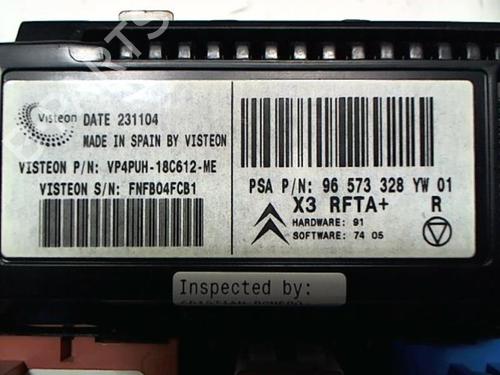 Visteon
DATE 231104
MADE IN SPAIN BY VISTEON
VISTEON P/N: VP4PUH-18C612-ME
VISTEON S/N: FNFB04FCB1
PSA P/N: 96 573 328 YW 01
X3 RFTA+ R
HARDWARE: 91
SOFTWARE: 74 05
Inspected by: